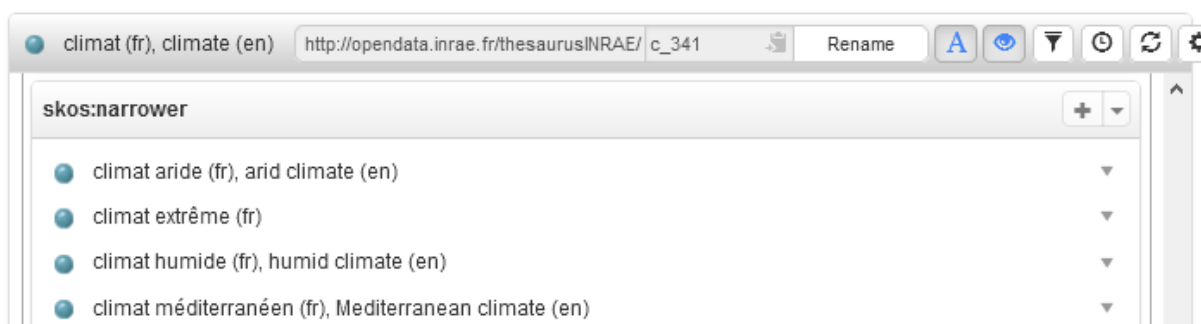 climat (fr), climate (en) http://opendata.inrae.fr/thesaurusINRAE/ c_341 Rename A
skos:narrower
climat aride (fr), arid climate (en)
climat extrême (fr)
climat humide (fr), humid climate (en)
climat méditerranéen (fr), Mediterranean climate (en)